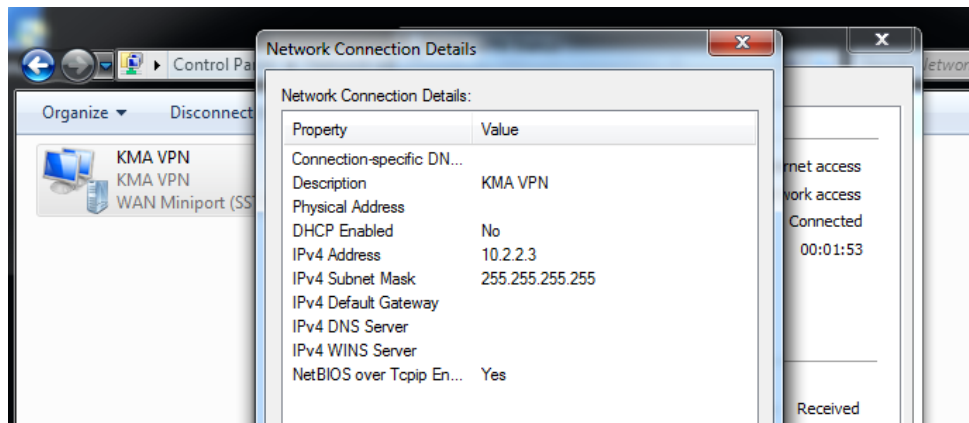 Network Connection Details
Control Pa
etwor
Organize
Disconnect
KMA VPN
KMA VPN
WAN Miniport (SS
Network Connection Details:
Property Value
Connection-specific DN...
Description KMA VPN
Physical Address
DHCP Enabled No
IPv4 Address 10.2.2.3
IPv4 Subnet Mask 255.255.255.255
IPv4 Default Gateway
IPv4 DNS Server
IPv4 WINS Server
NetBIOS over Tcpip En... Yes
rnet access
work access
Connected
00:01:53
Received